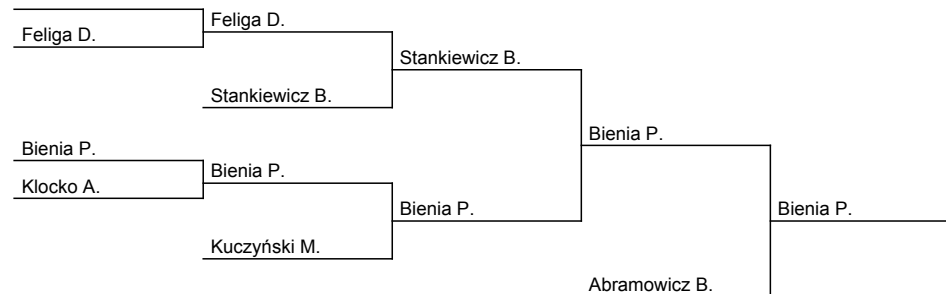 Feliga D.
Feliga D.
Stankiewicz B.
Stankiewicz B.
Bienia P.
Bienia P.
Klocko A.
Bienia P.
Bienia P.
Bienia P.
Kuczyński M.
Abramowicz B.